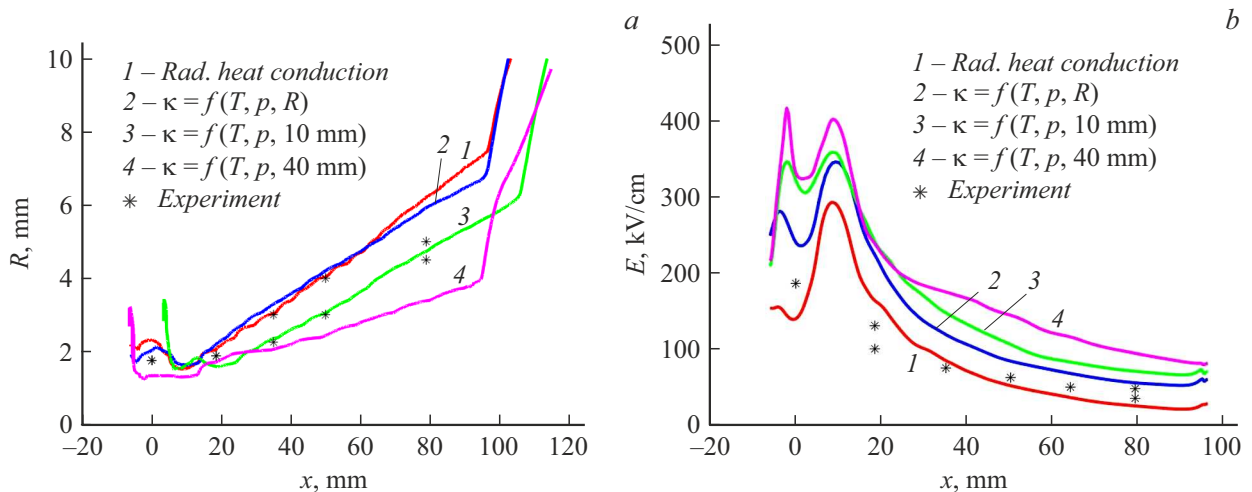 a
10
8
6
4
2
0
R, mm
1 – Rad. heat conduction
2 – κ = f (T, p, R)
3 – κ = f (T, p, 10 mm)
4 – κ = f (T, p, 40 mm)
* Experiment
2
1
3
4
–20
0
20
40
60
80
100
120
x, mm
b
500
400
300
200
100
0
E, kV/cm
1 – Rad. heat conduction
2 – κ = f (T, p, R)
3 – κ = f (T, p, 10 mm)
4 – κ = f (T, p, 40 mm)
* Experiment
2
3
4
1
–20
0
20
40
60
80
100
x, mm